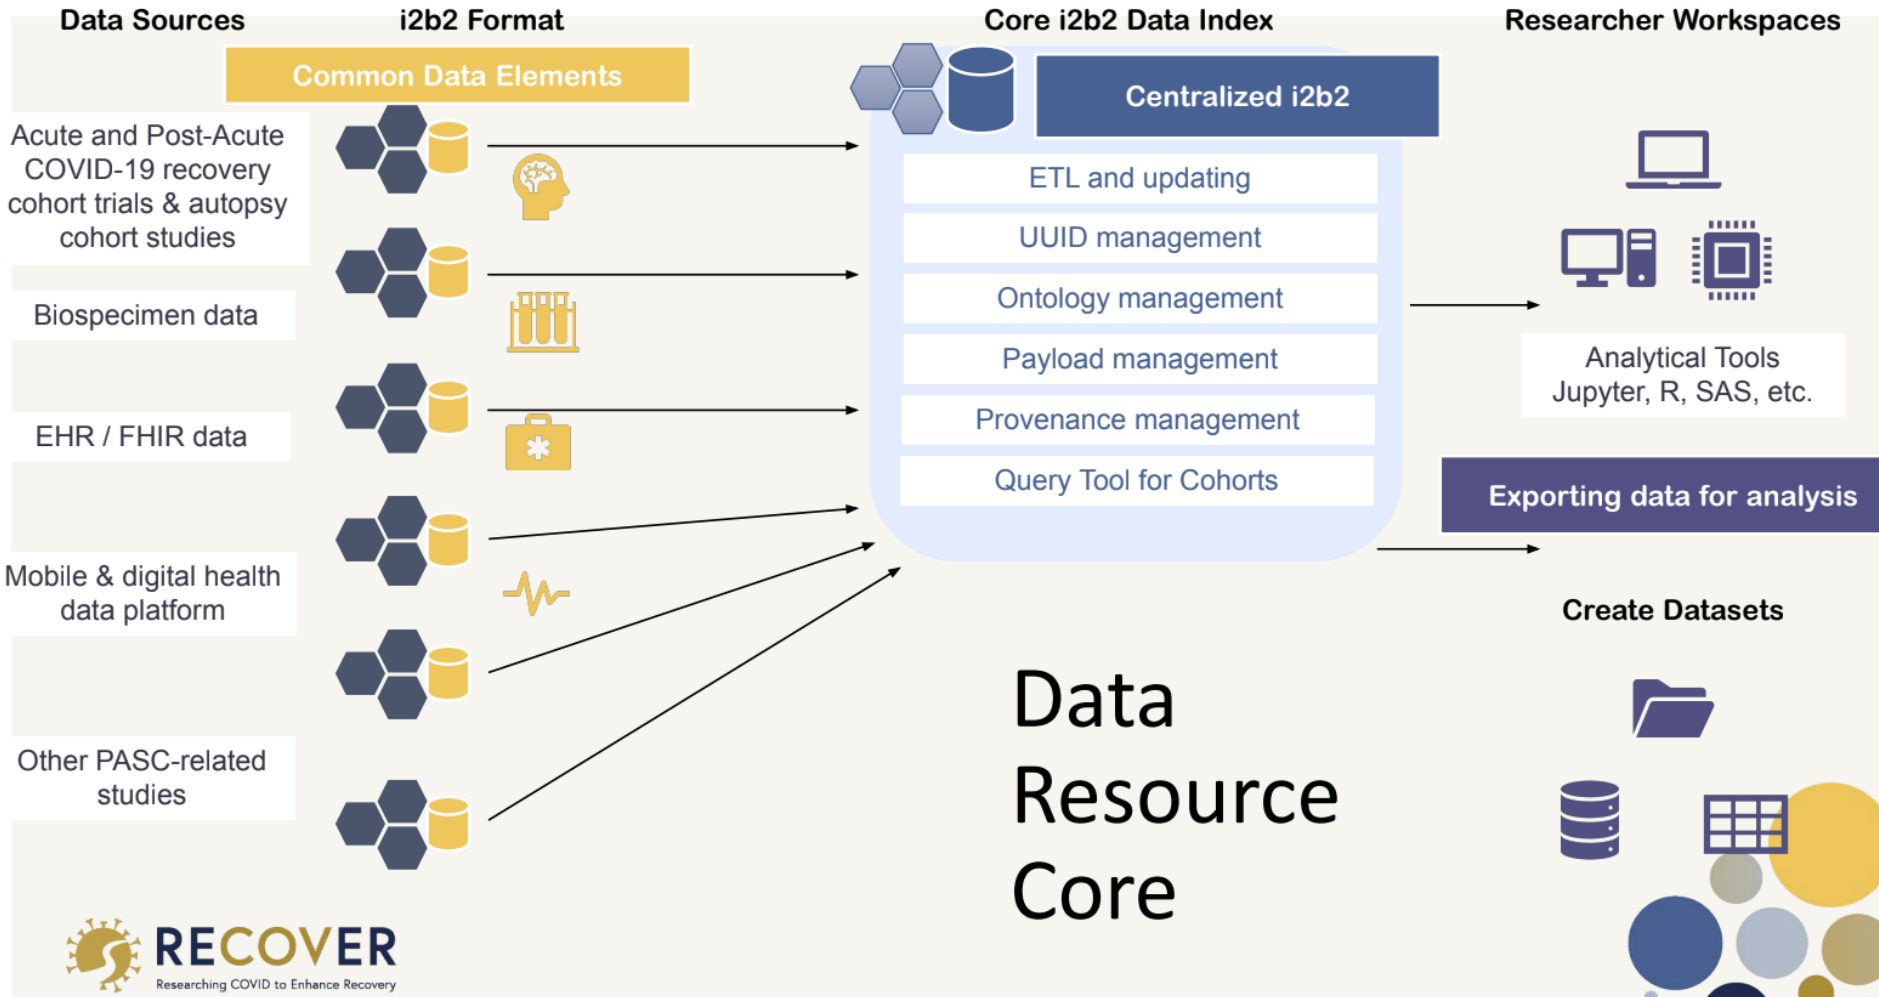 Data Sources
i2b2 Format
Core i2b2 Data Index
Researcher Workspaces
Common Data Elements
Centralized i2b2
Acute and Post-Acute
COVID-19 recovery
cohort trials & autopsy
cohort studies
Biospecimen data
EHR / FHIR data
Mobile & digital health
data platform
Other PASC-related
studies
ETL and updating
UUID management
Ontology management
Payload management
Provenance management
Query Tool for Cohorts
Analytical Tools
Jupyter, R, SAS, etc.
Exporting data for analysis
Create Datasets
Data
Resource
Core
RECOVER
Researching COVID to Enhance Recovery